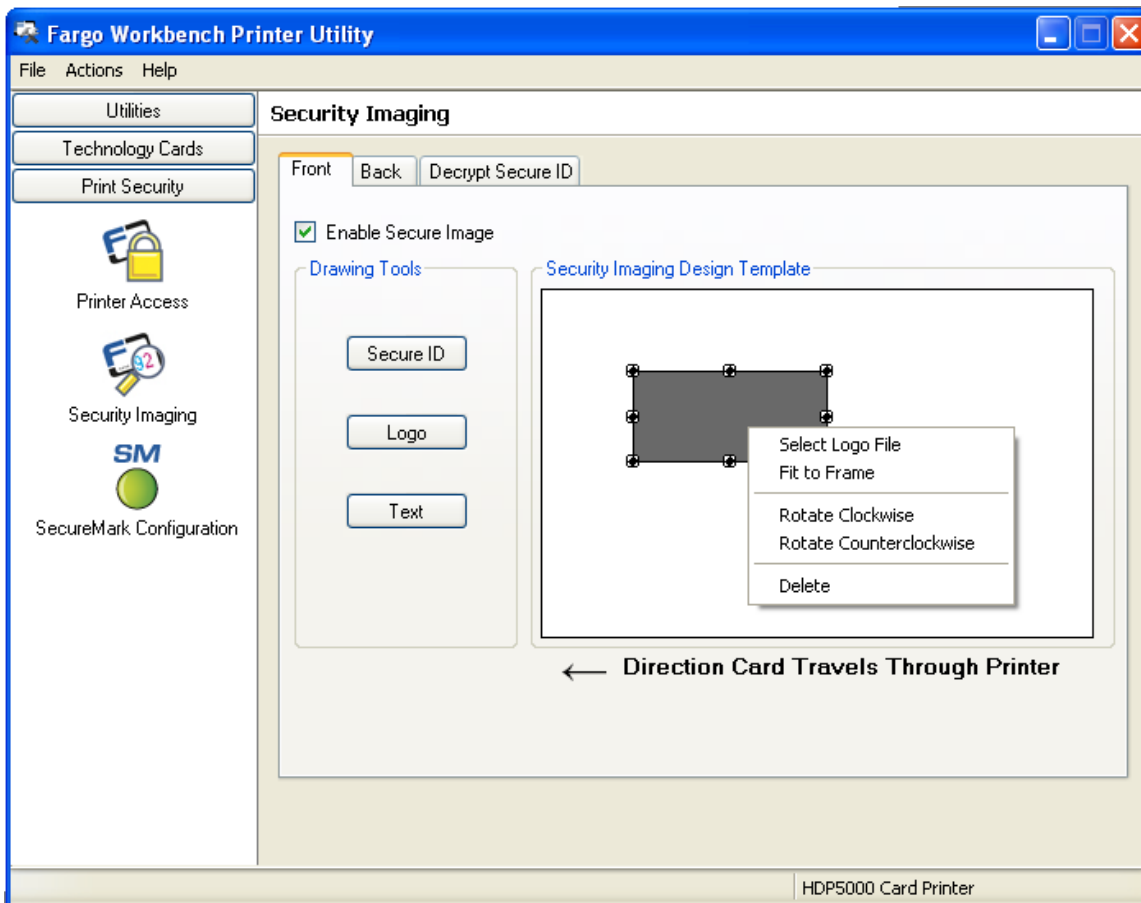 Fargo Workbench Printer Utility
File Actions Help
Utilities
Technology Cards
Print Security
Printer Access
Security Imaging
SM
SecureMark Configuration
Security Imaging
Front Back Decrypt Secure ID
Enable Secure Image
Drawing Tools
Secure ID
Logo
Text
Security Imaging Design Template
Select Logo File
Fit to Frame
Rotate Clockwise
Rotate Counterclockwise
Delete
← Direction Card Travels Through Printer
HDP5000 Card Printer